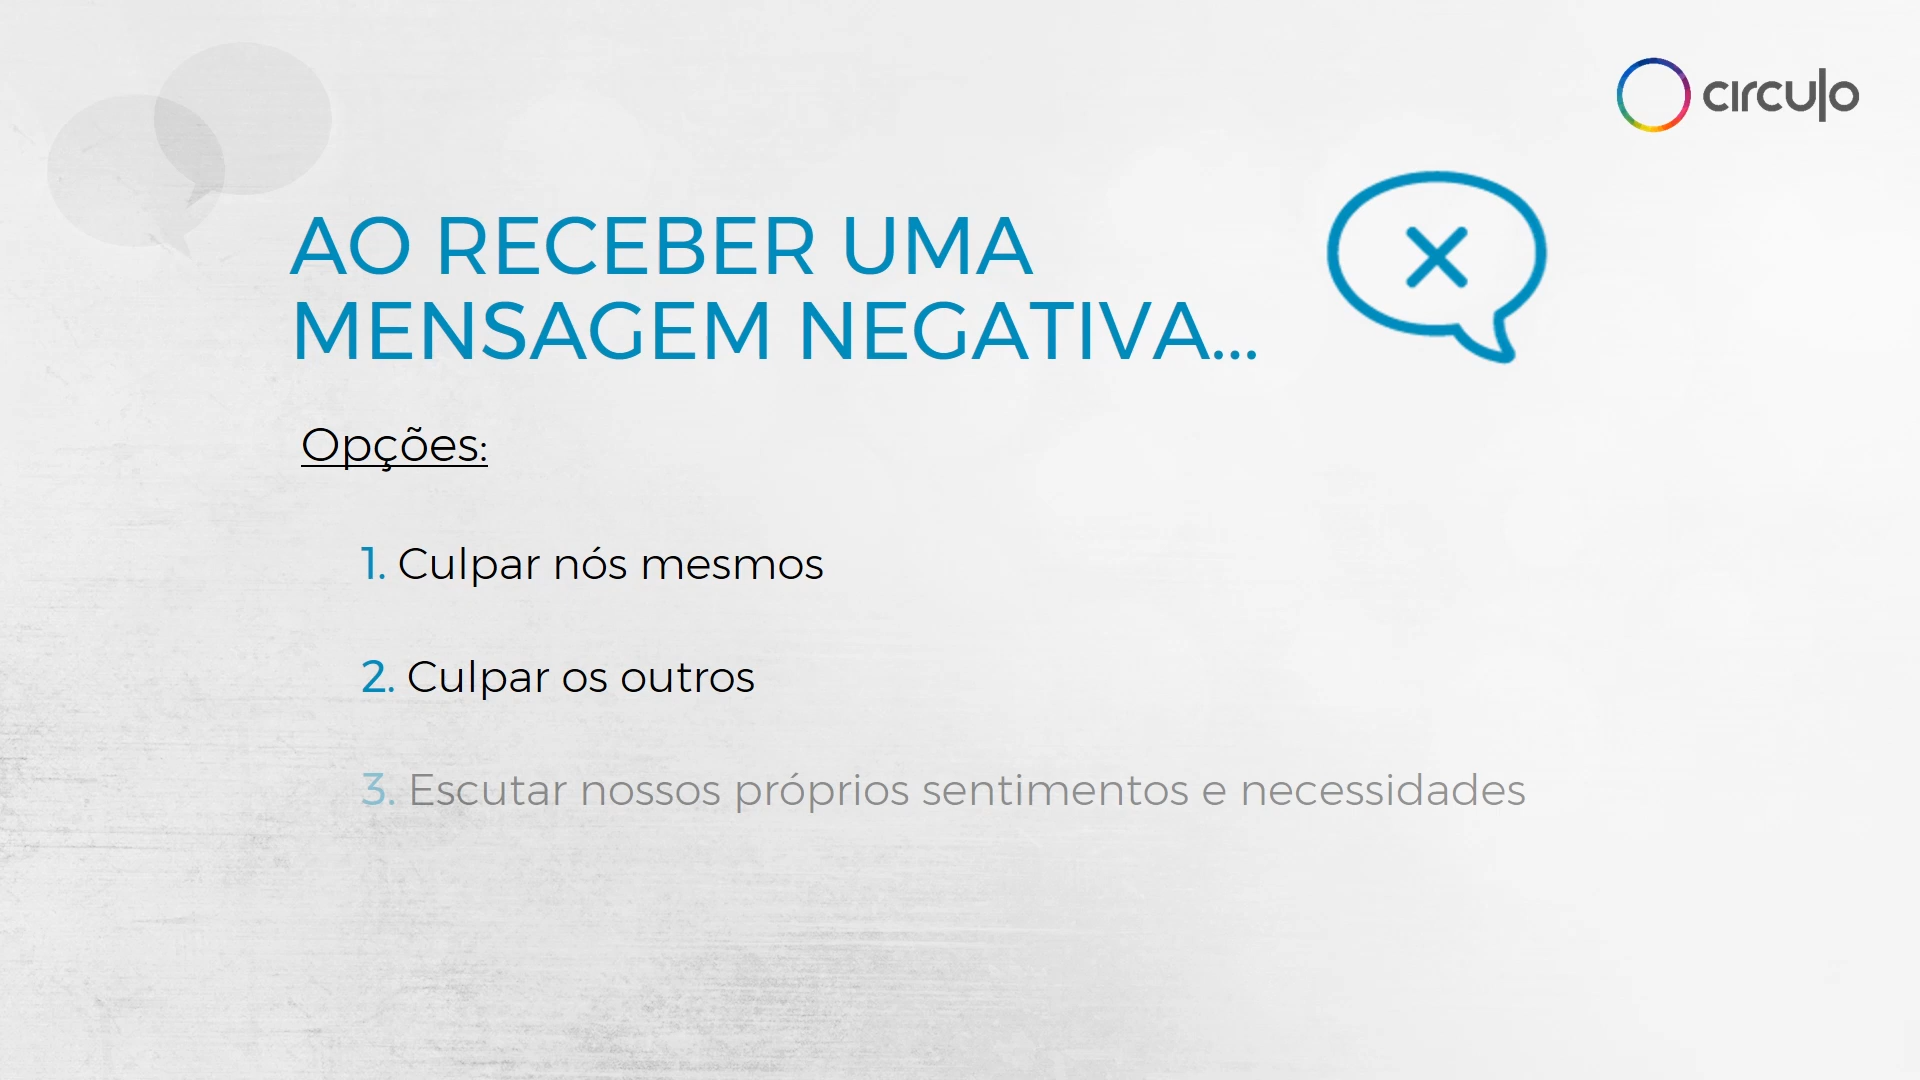 circulo
AO RECEBER UMA
MENSAGEM NEGATIVA...
Opções:
1. Culpar nós mesmos
2. Culpar os outros
3. Escutar nossos próprios sentimentos e necessidades